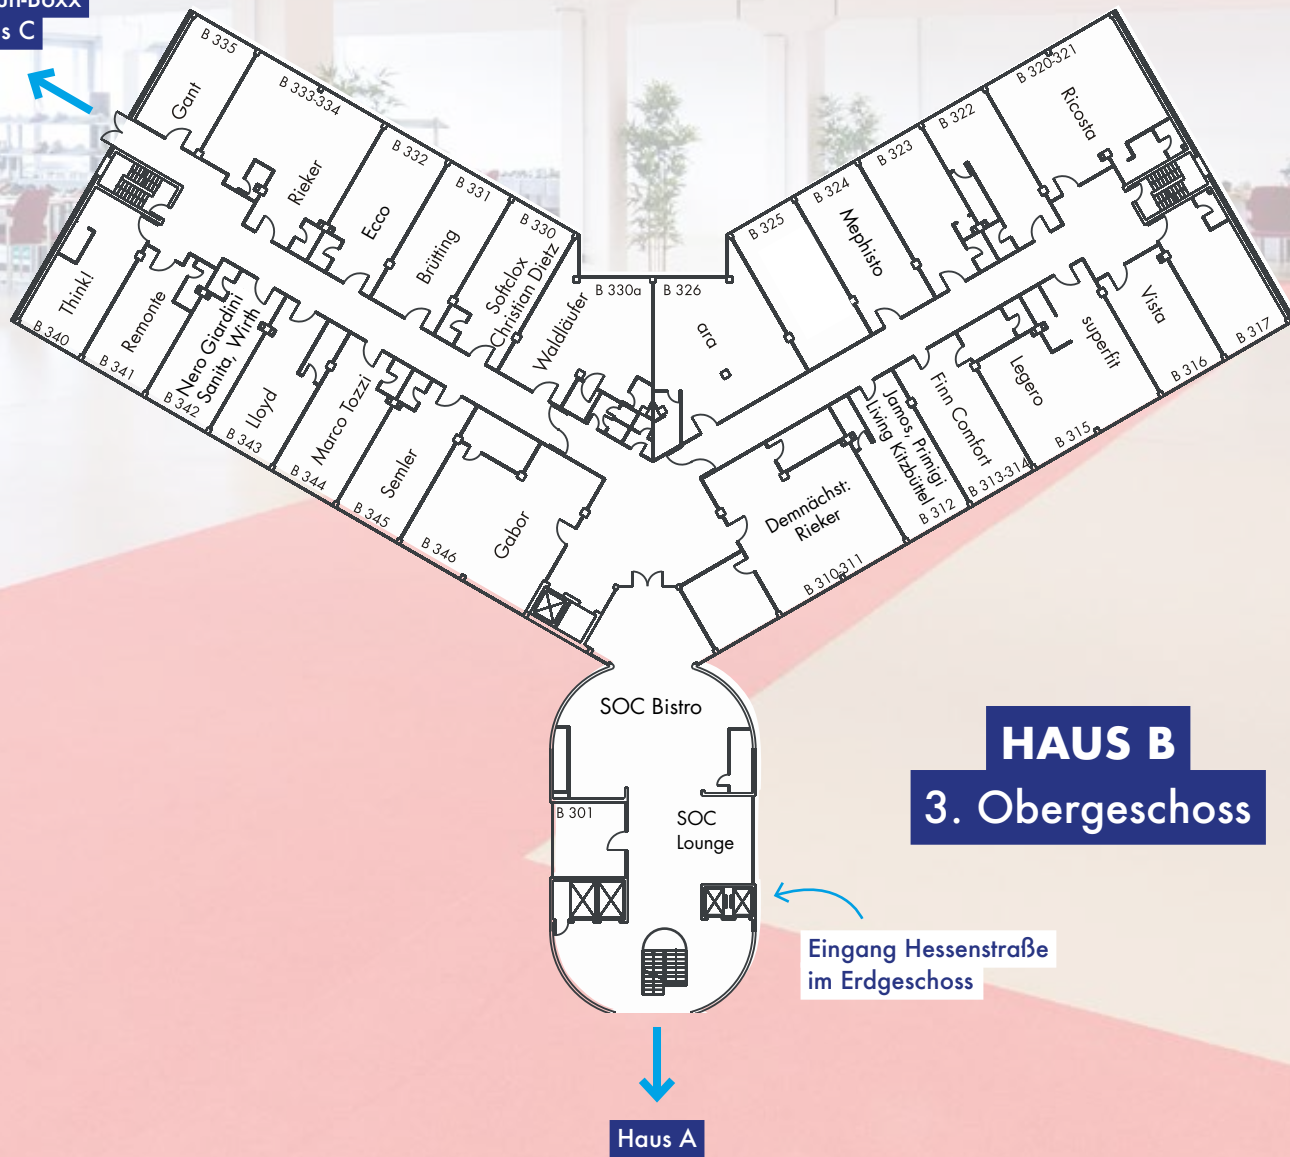 s C
B 335
Gant
B 333-334
Rieker
B 332
Ecco
B 331
Brütting
B 330
Softclox
Christian Dietz
B 330a
Waldläufer
B 326
ara
B 325
B 324
Mephisto
B 323
B 322
B 320-321
Ricosta
Think!
B 340
Remonte
B 341
Nero Giardini
Sanita, Wirth
B 342
Lloyd
B 343
Marco Tozzi
B 344
Semler
B 345
Gabor
B 346
Demnächst:
Rieker
B 310-311
Jamos, Primigi
Living Kitzbüttel
B 312
Finn Comfort
B 313-314
Legero
superfit
B 315
Vista
B 316
B 317
SOC Bistro
B 301
SOC
Lounge
HAUS B
3. Obergeschoss
Eingang Hessenstraße
im Erdgeschoss
Haus A